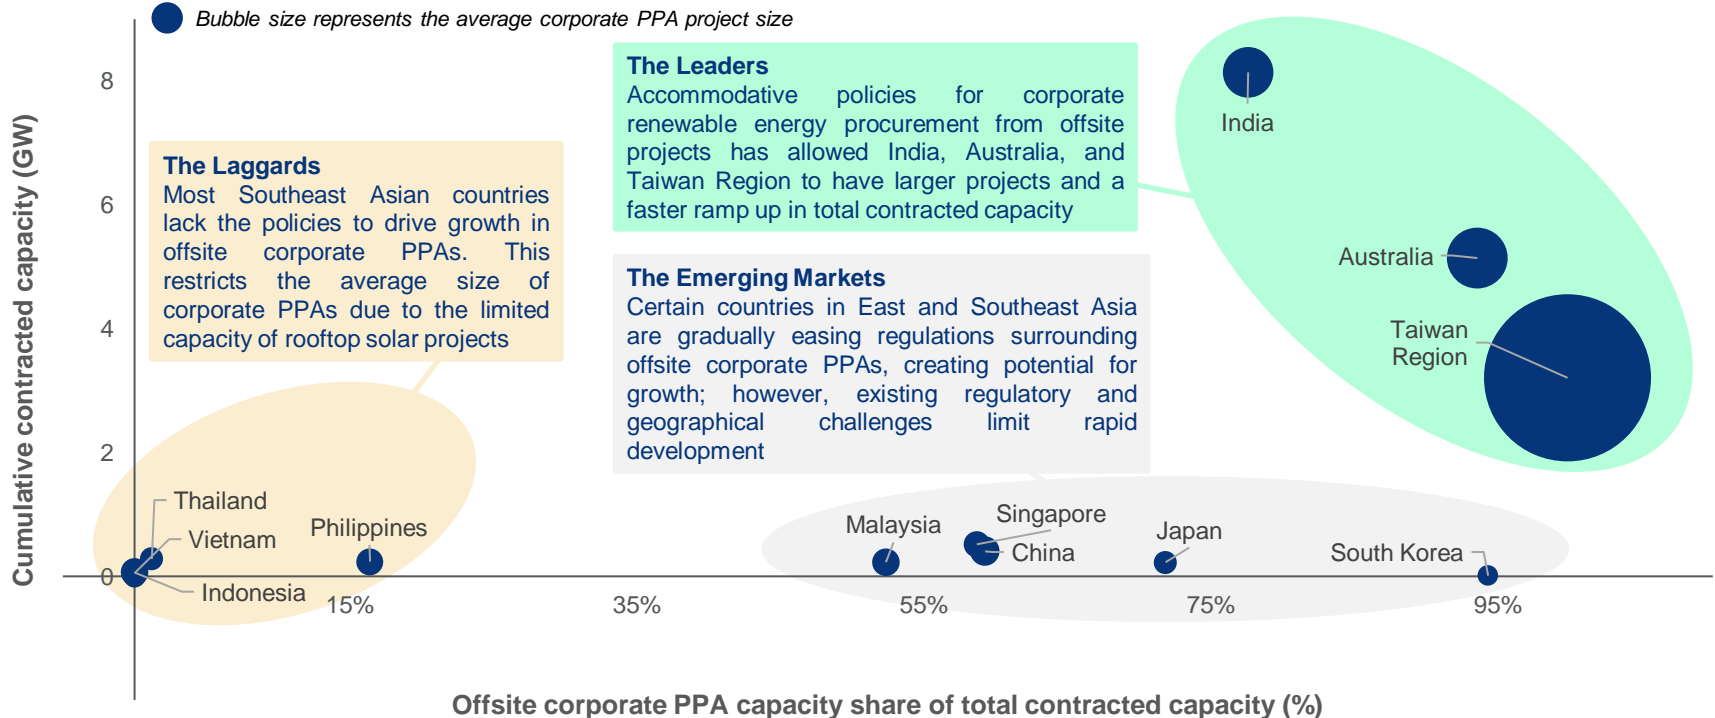 Bubble size represents the average corporate PPA project size
Cumulative contracted capacity (GW)
8
6
4
2
0
The Laggards
Most Southeast Asian countries
lack the policies to drive growth in
offsite corporate PPAs. This
restricts the average size of
corporate PPAs due to the limited
capacity of rooftop solar projects
The Leaders
Accommodative policies for corporate
renewable energy procurement from offsite
projects has allowed India, Australia, and
Taiwan Region to have larger projects and a
faster ramp up in total contracted capacity
The Emerging Markets
Certain countries in East and Southeast Asia
are gradually easing regulations surrounding
offsite corporate PPAs, creating potential for
growth; however, existing regulatory and
geographical challenges limit rapid
development
India
Australia
Taiwan
Region
Thailand
Vietnam
Indonesia
Philippines
Malaysia
Singapore
China
Japan
South Korea
15%
35%
55%
75%
95%
Offsite corporate PPA capacity share of total contracted capacity (%)